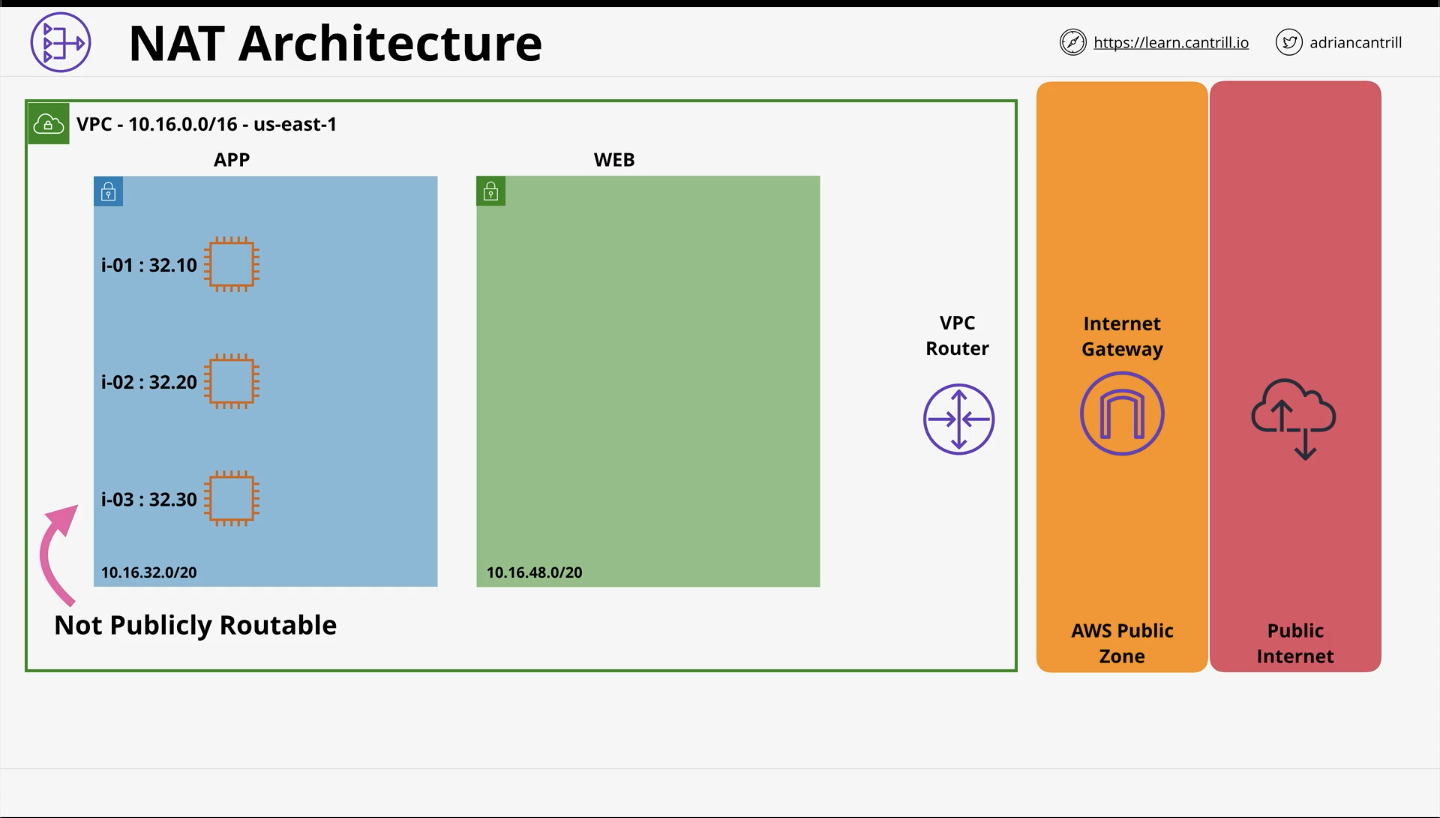 NAT Architecture
https://learn.cantrill.io
adriancantrill
VPC - 10.16.0.0/16 - us-east-1
APP
WEB
i-01 : 32.10
i-02 : 32.20
i-03 : 32.30
10.16.32.0/20
10.16.48.0/20
Not Publicly Routable
VPC
Router
Internet
Gateway
AWS Public
Zone
Public
Internet